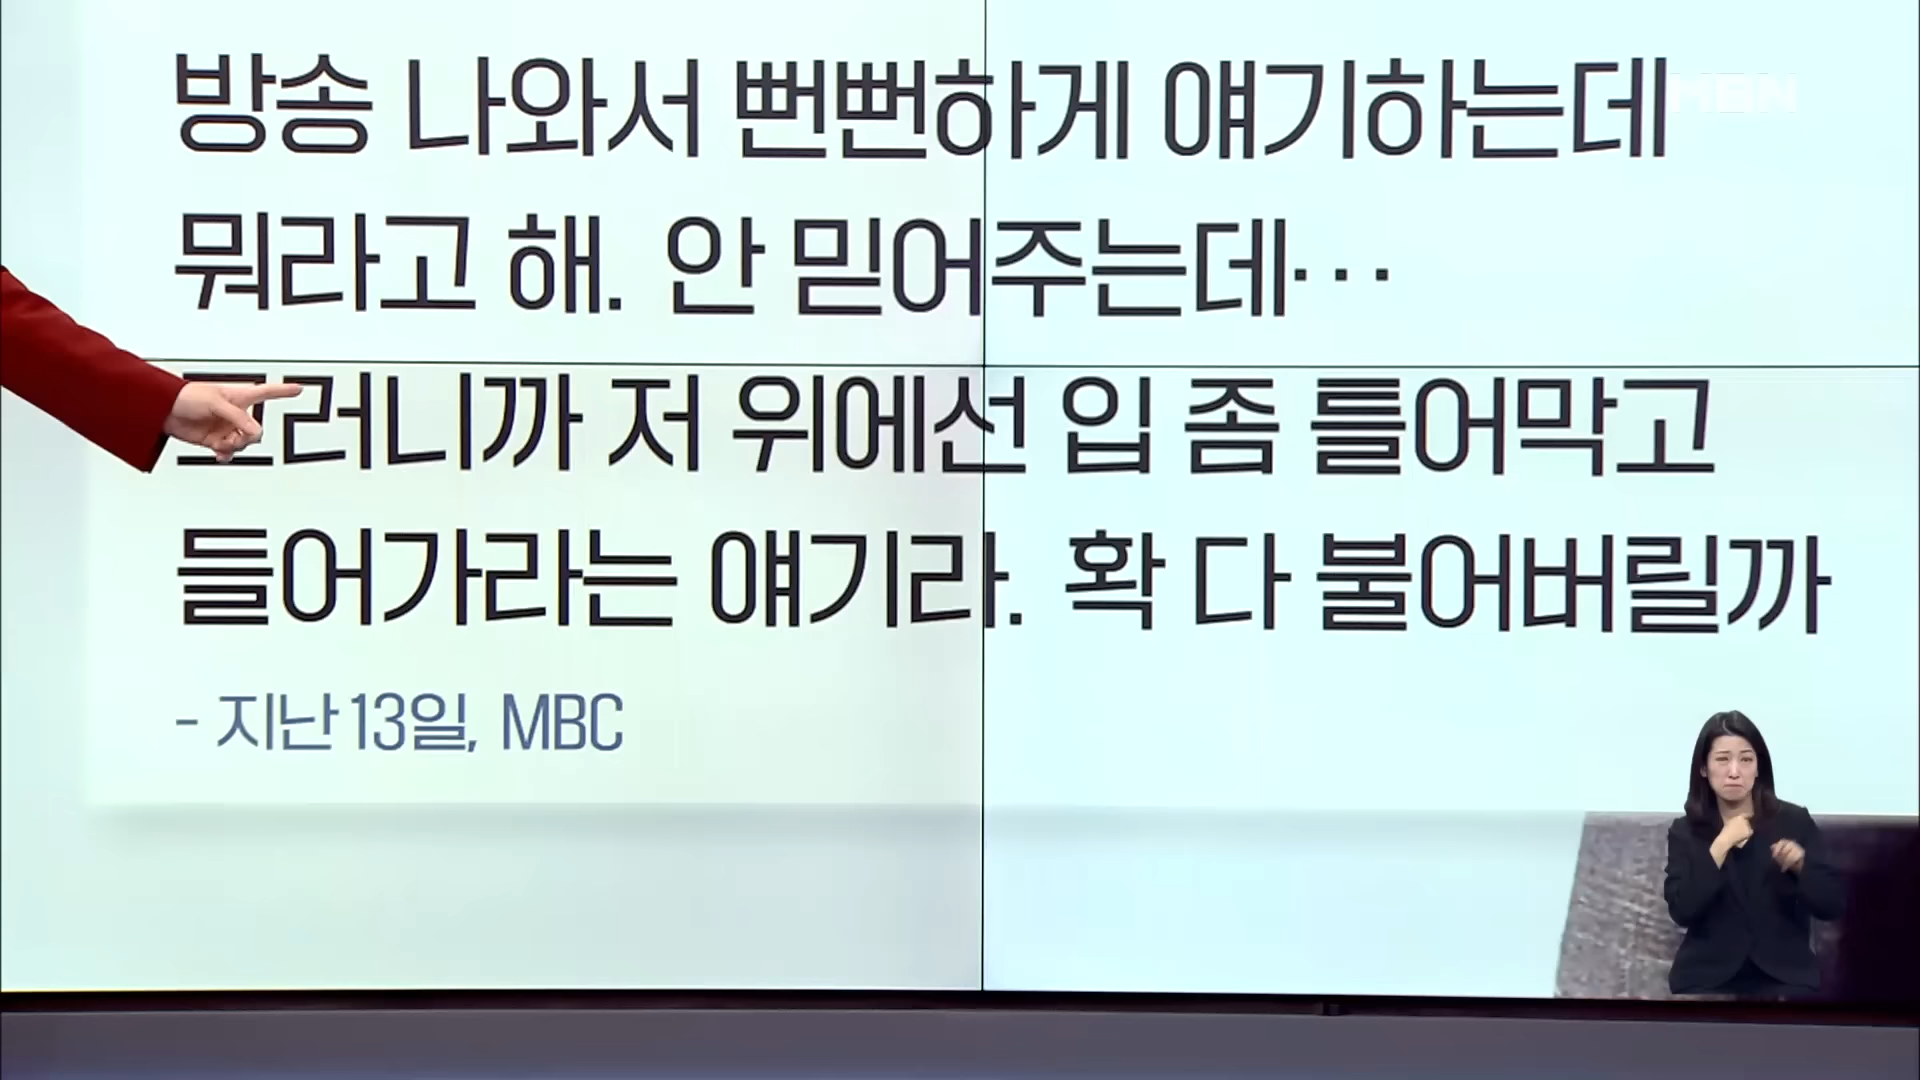 방송 나와서 뻔뻔하게 얘기하는데
MBN
뭐라고 해. 안 믿어주는데…
그러니까 저 위에선 입 좀 틀어막고
들어가라는 얘기라. 확 다 불어버릴까
- 지난 13일, MBC